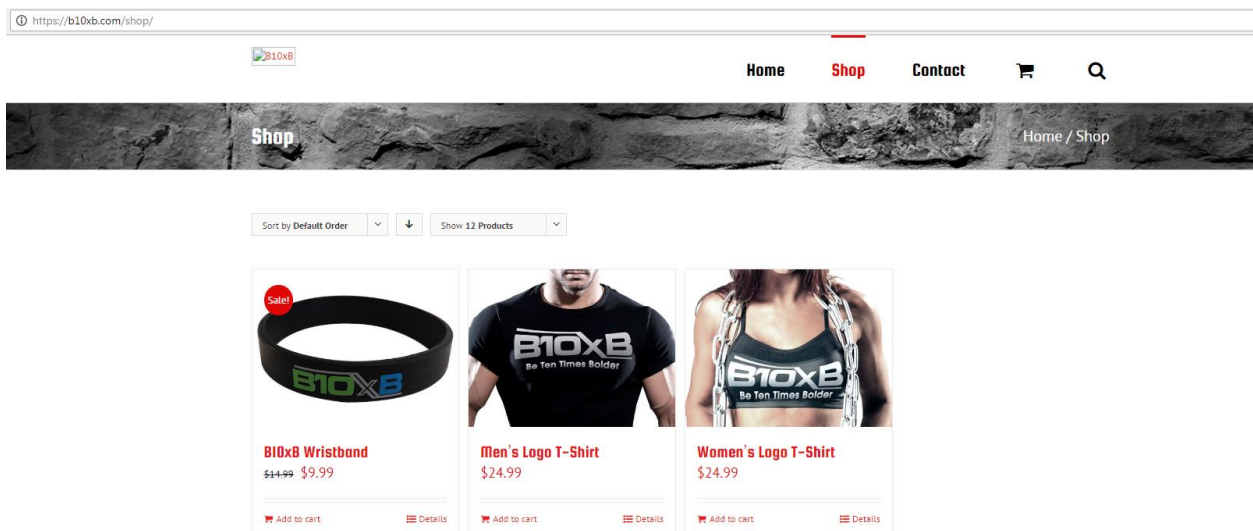 https://b10xb.com/shop/
B10xB
Home Shop Contact
Shop
Home / Shop
Sort by Default Order
Show 12 Products
Sale!
B10xB
B10xB
Be Ten Times Bolder
B10xB
Be Ten Times Bolder
B10xB Wristband
$14.99 $9.99
Add to cart Details
Men's Logo T-Shirt
$24.99
Add to cart Details
Women's Logo T-Shirt
$24.99
Add to cart Details